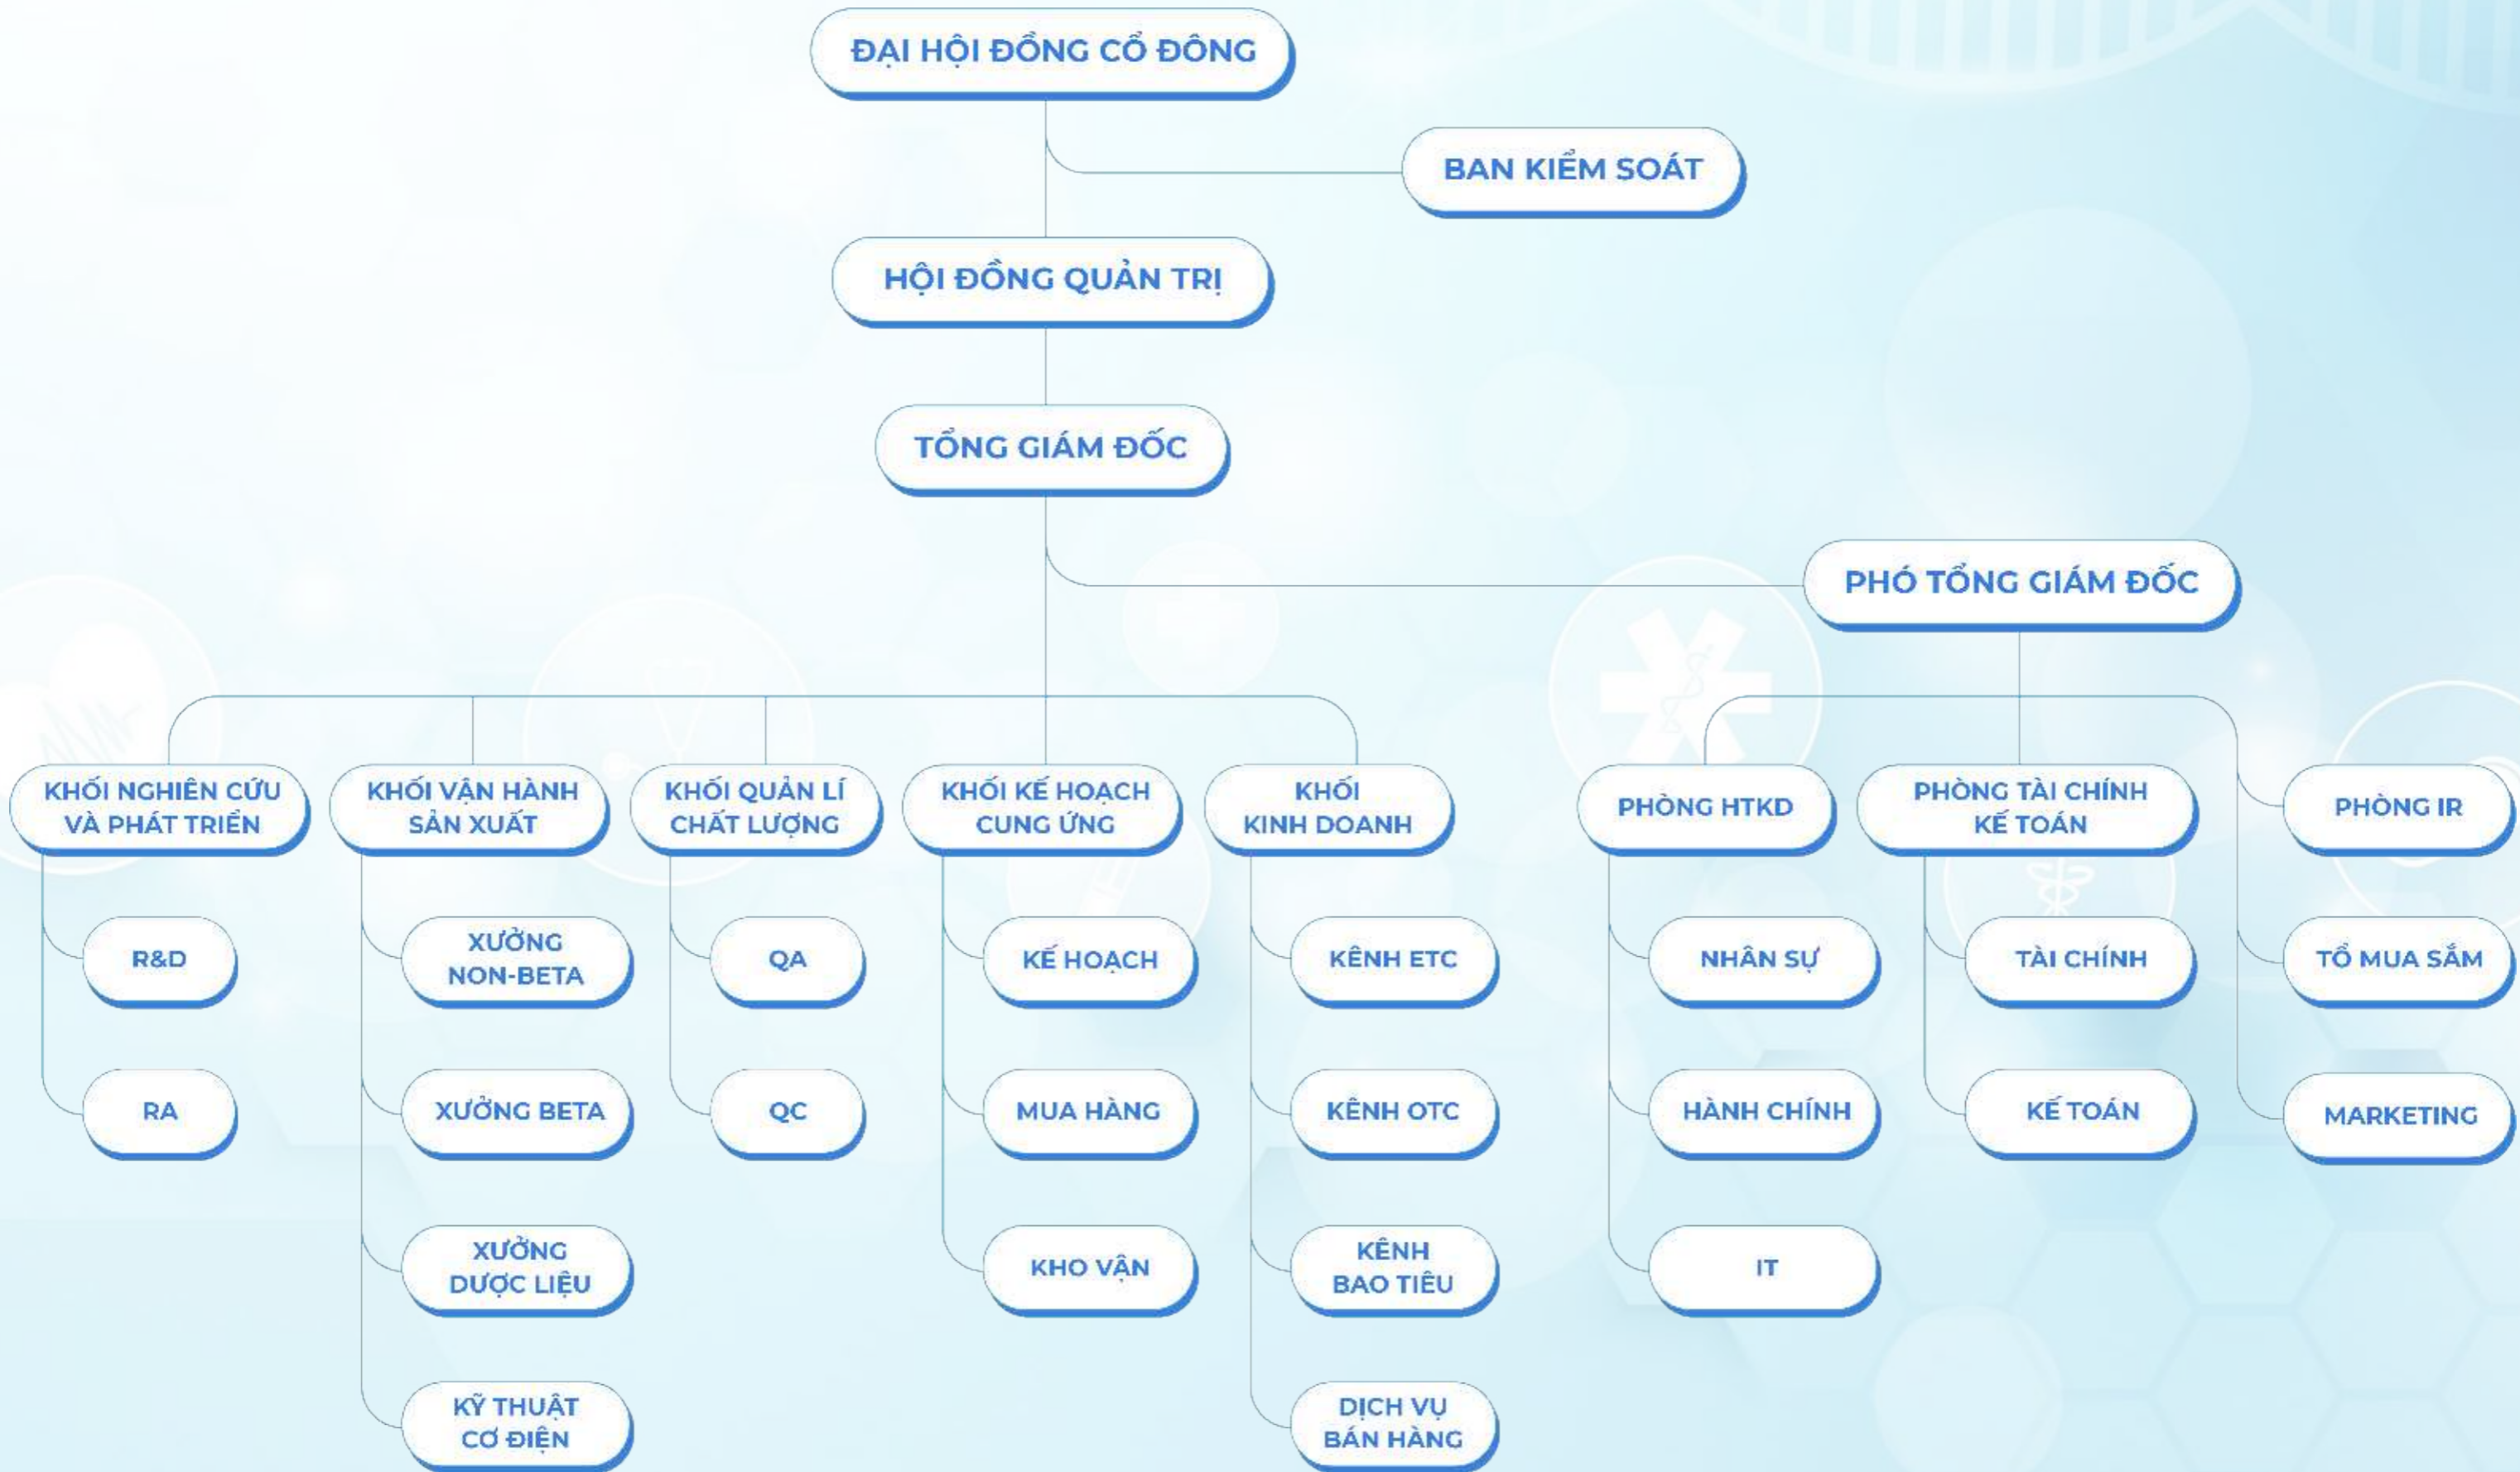 ĐẠI HỘI ĐỒNG CỔ ĐÔNG
BAN KIỂM SOÁT
HỘI ĐỒNG QUẢN TRỊ
TỔNG GIÁM ĐỐC
PHÓ TỔNG GIÁM ĐỐC
KHỐI NGHIÊN CỨU
VÀ PHÁT TRIỂN
KHỐI VẬN HÀNH
SẢN XUẤT
KHỐI QUẢN LÍ
CHẤT LƯỢNG
KHỐI KẾ HOẠCH
CUNG ỨNG
KHỐI
KINH DOANH
PHÒNG HTKD
PHÒNG TÀI CHÍNH
KẾ TOÁN
PHÒNG IR
R&D
XƯỞNG
NON-BETA
QA
KẾ HOẠCH
KÊNH ETC
NHÂN SỰ
TÀI CHÍNH
TỔ MUA SẮM
RA
XƯỞNG BETA
QC
MUA HÀNG
KÊNH OTC
HÀNH CHÍNH
KẾ TOÁN
MARKETING
XƯỞNG
DƯỢC LIỆU
KHO VẬN
KÊNH
BAO TIÊU
IT
KỸ THUẬT
CƠ ĐIỆN
DỊCH VỤ
BÁN HÀNG